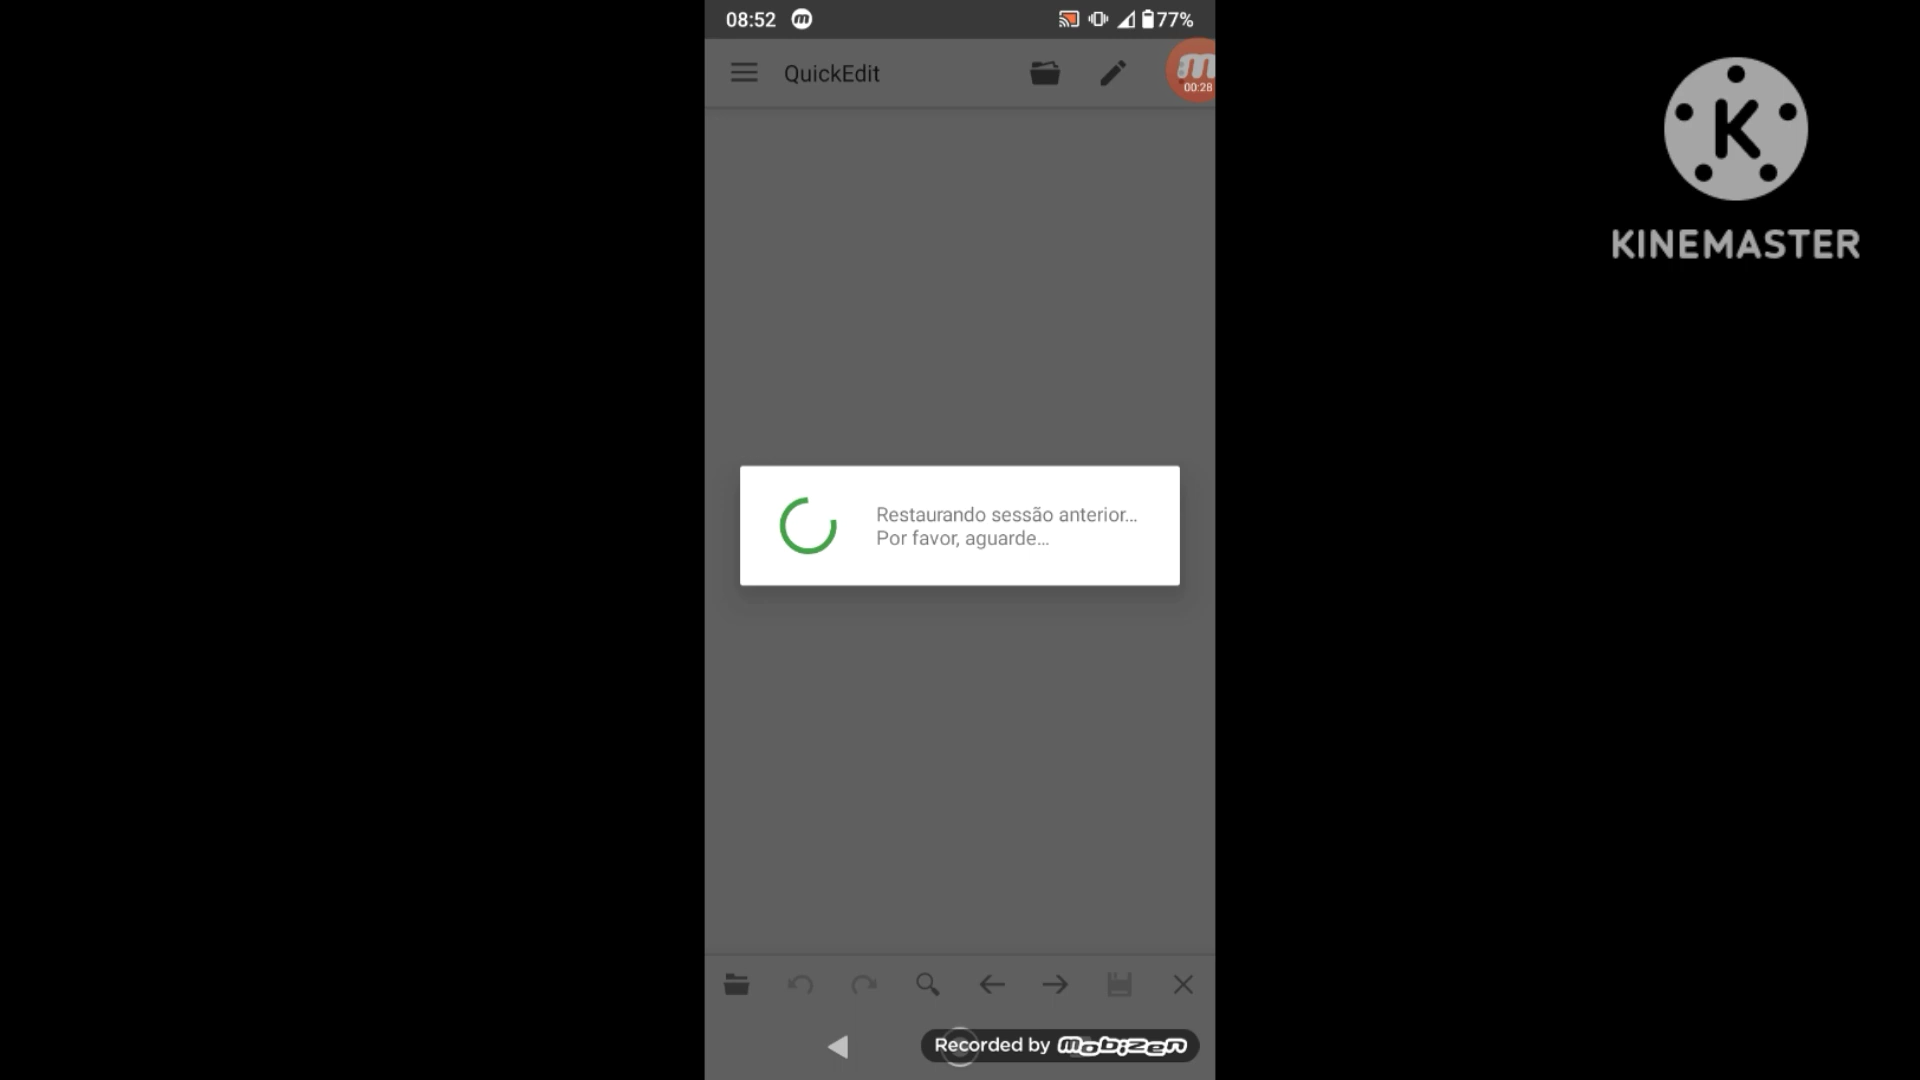 08:52
77%
QuickEdit
00:28
KINEMASTER
Restaurando sessão anterior...
Por favor, aguarde...
Recorded by mobizen